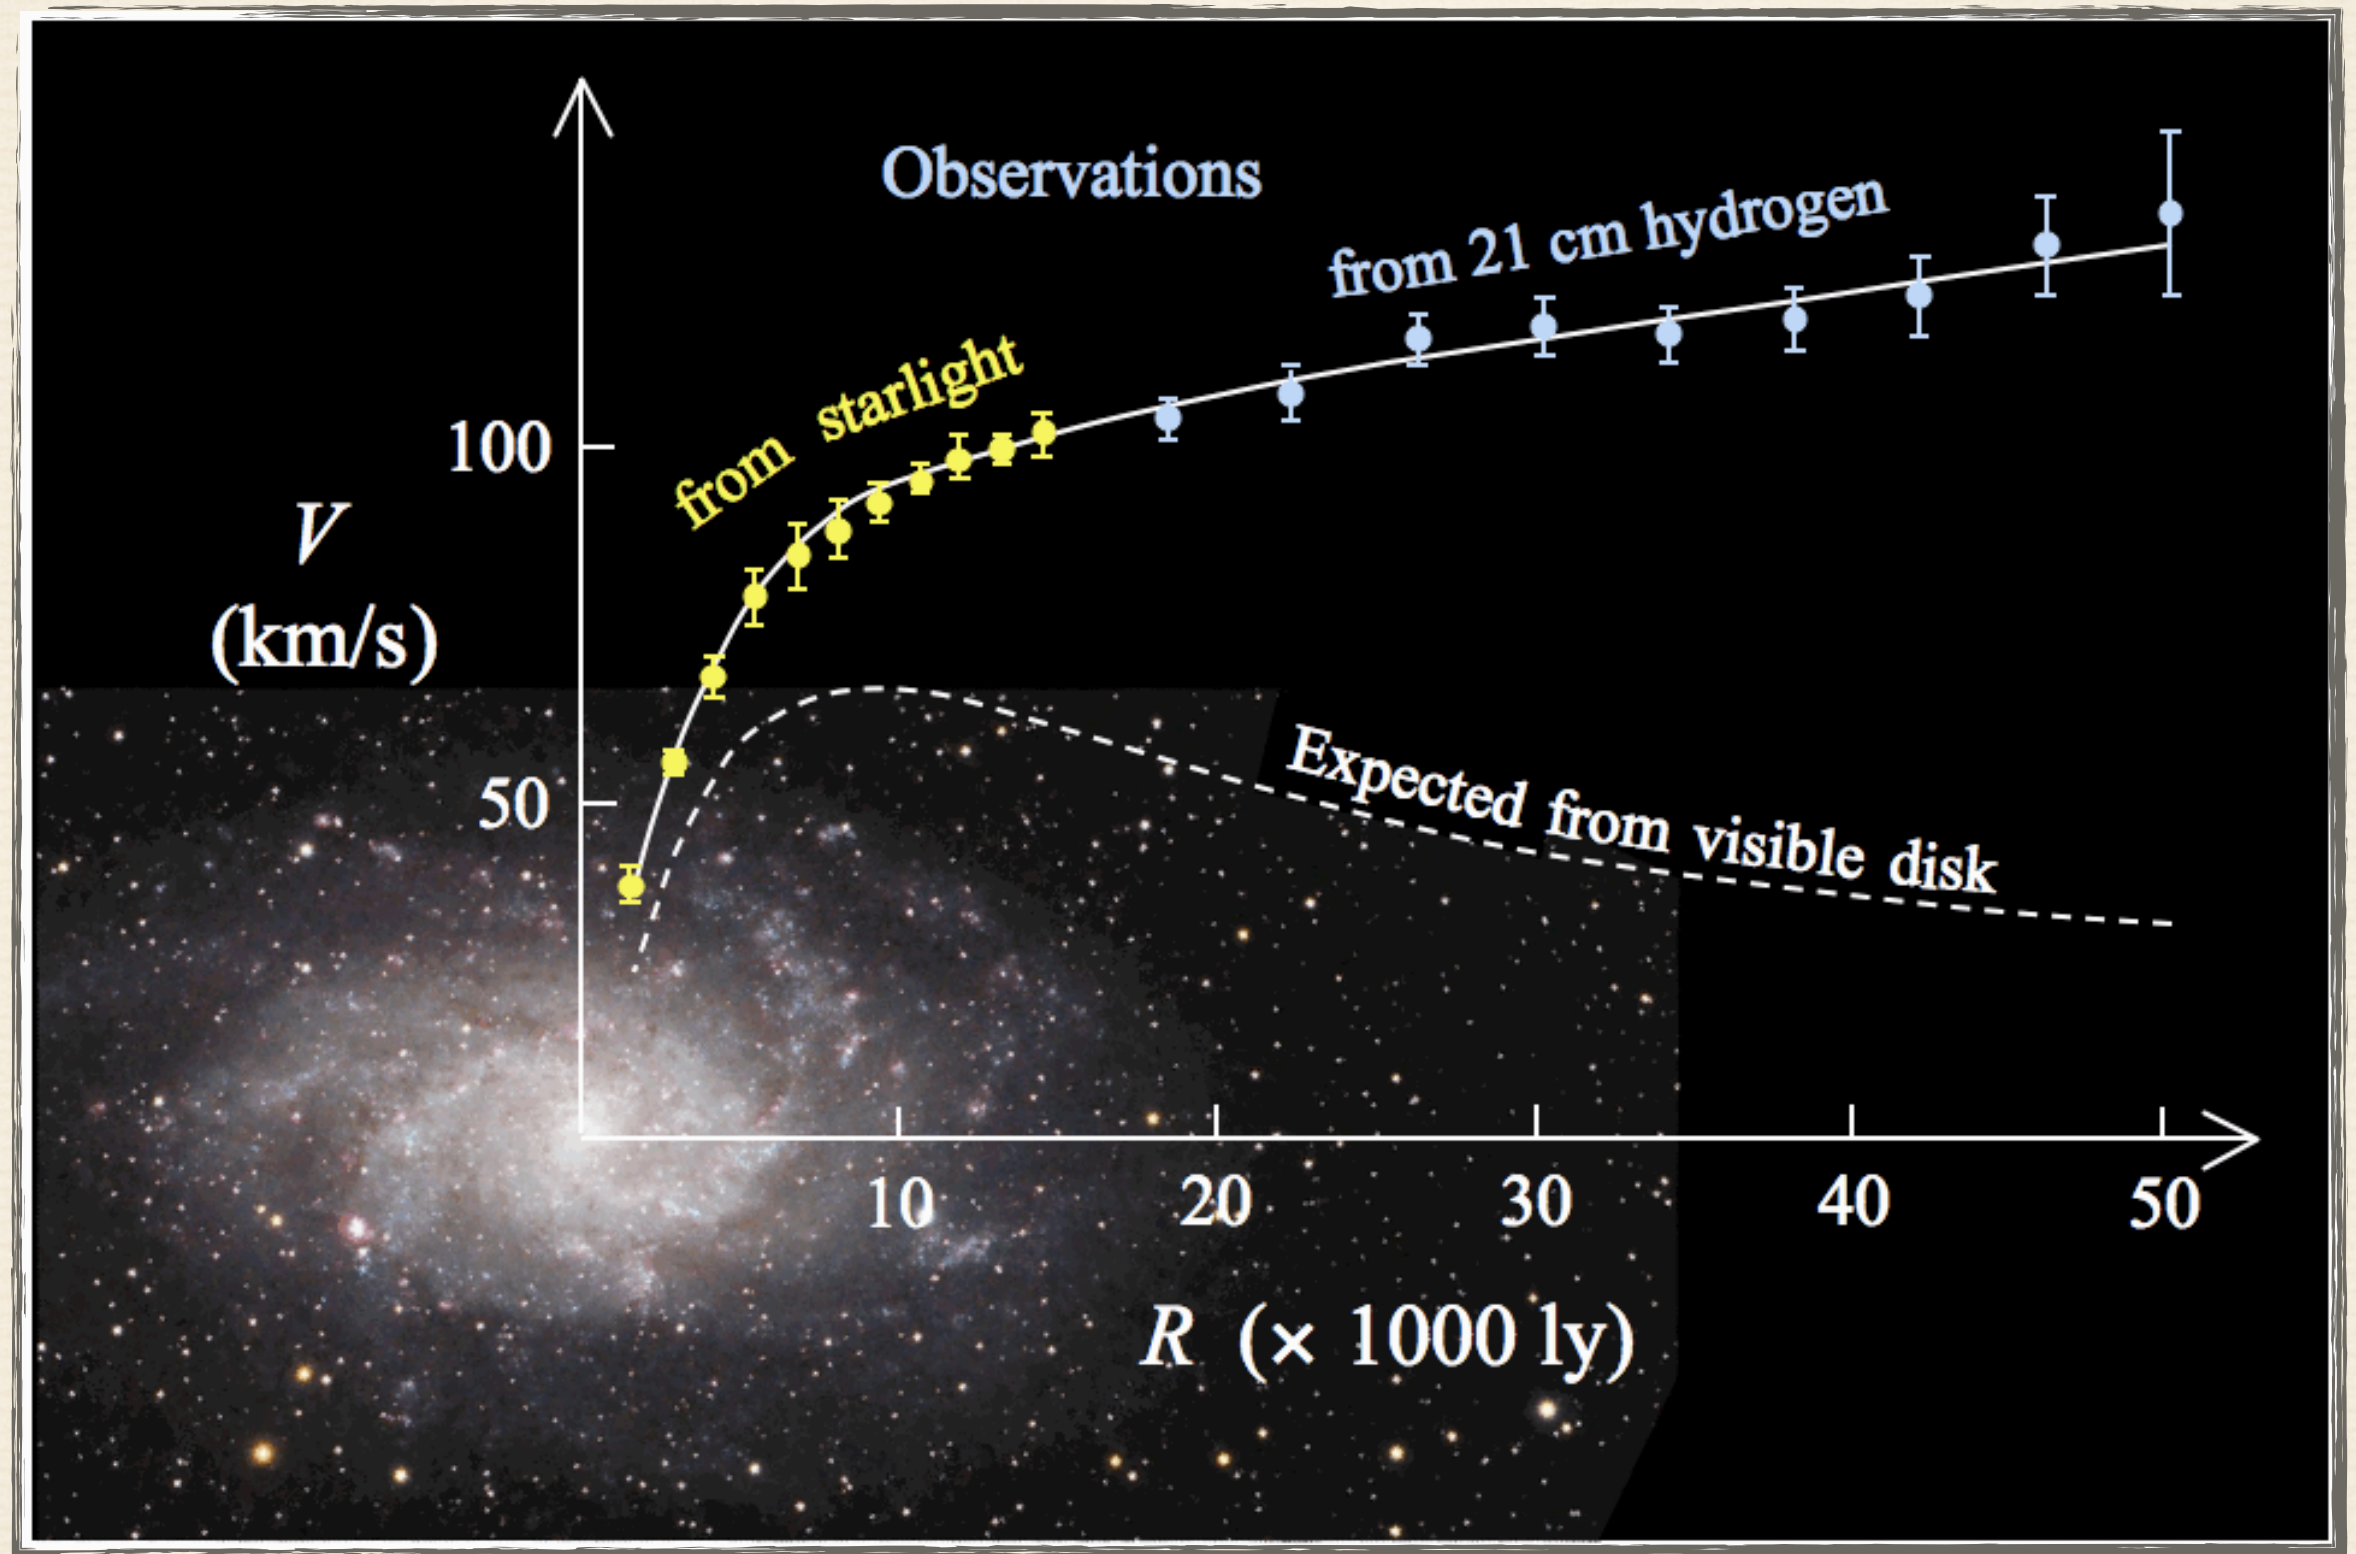 Observations
from 21 cm hydrogen
from starlight
100
V
(km/s)
50
Expected from visible disk
10 20 30 40 50
R (× 1000 ly)